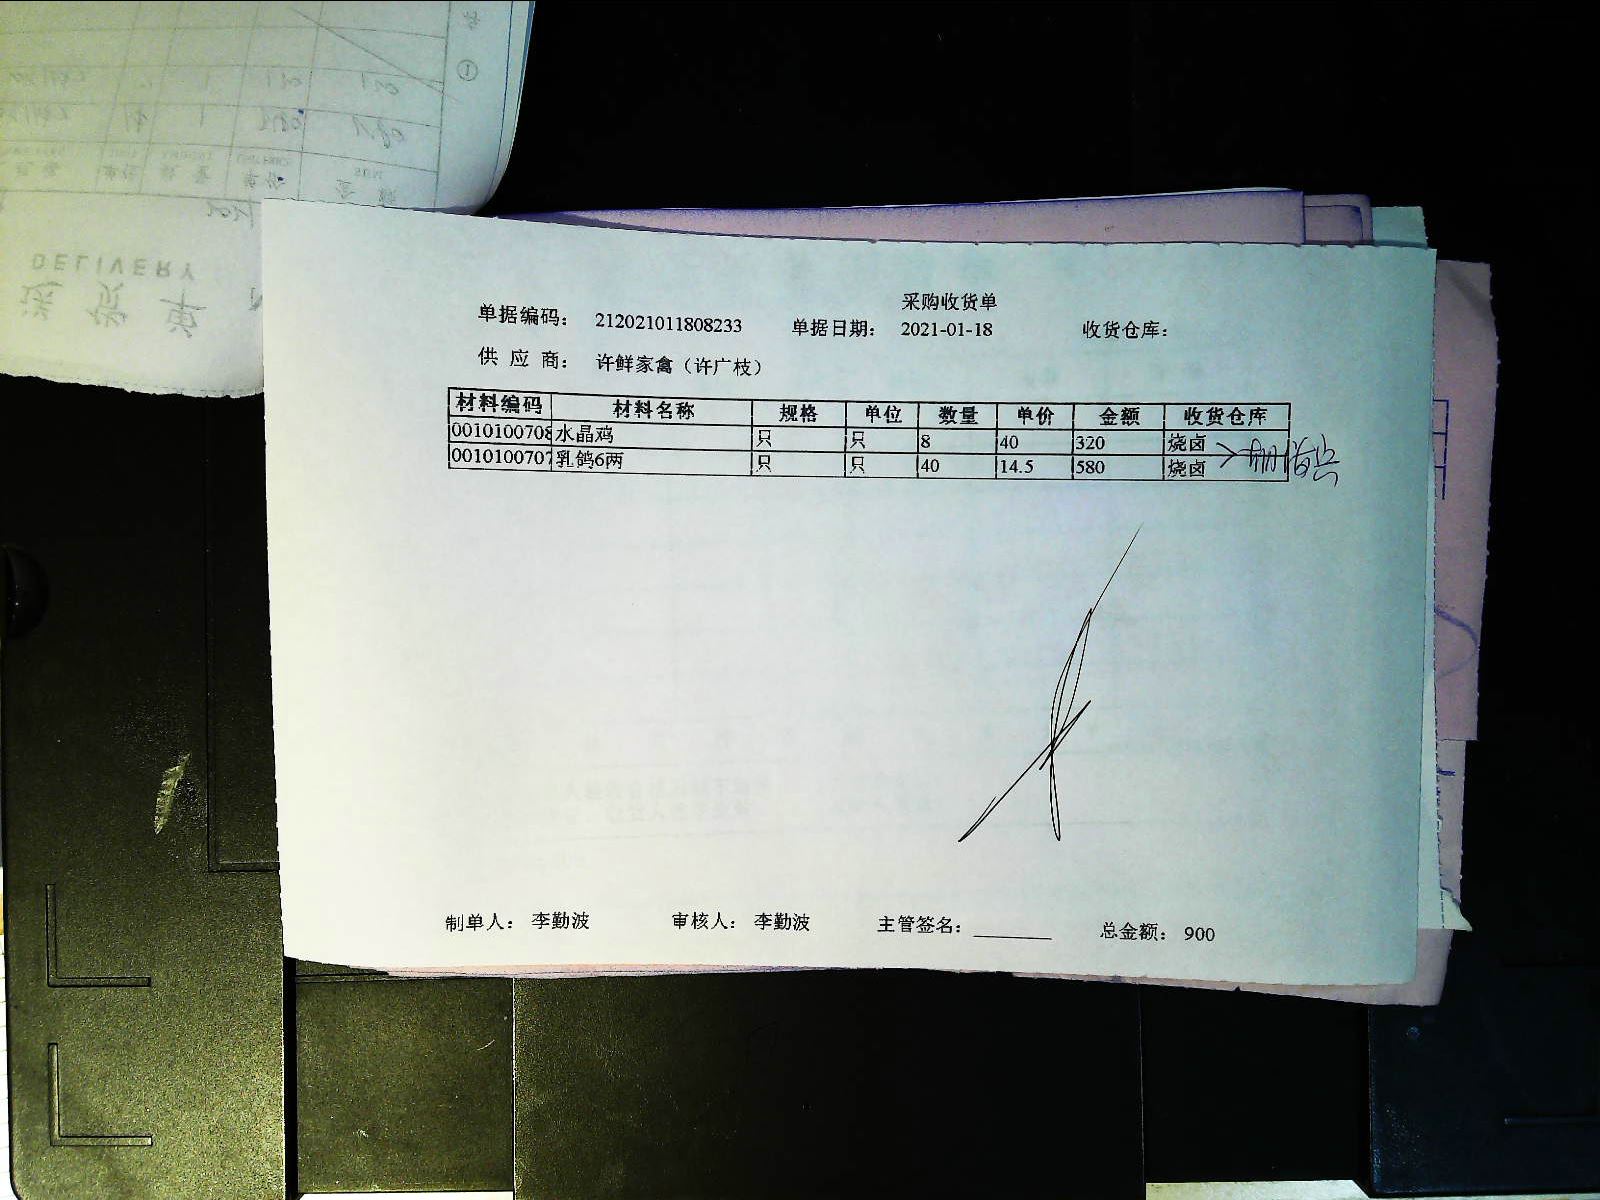 采购收货单
单据编码： 212021011808233 单据日期： 2021-01-18 收货仓库：
供 应 商： 许鲜家禽（许广枝）
材料编码 材料名称 规格 单位 数量 单价 金额 收货仓库
0010100708 水晶鸡 只 只 8 40 320 烧卤
0010100707 乳鸽6两 只 只 40 14.5 580 烧卤
制单人： 李勤波 审核人： 李勤波 主管签名： 总金额： 900
送 货 单
DELIVERY